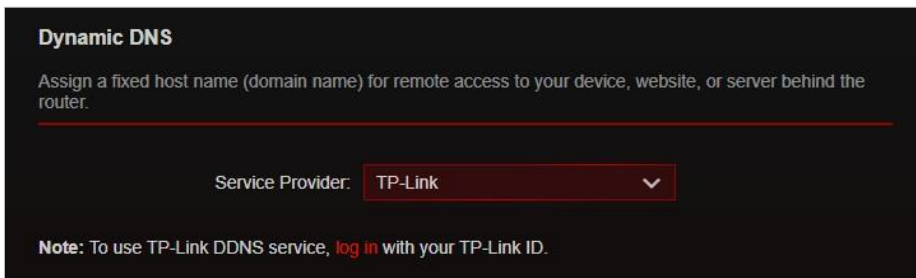 Dynamic DNS
Assign a fixed host name (domain name) for remote access to your device, website, or server behind the
router.
Service Provider: TP-Link
Note: To use TP-Link DDNS service, log in with your TP-Link ID.